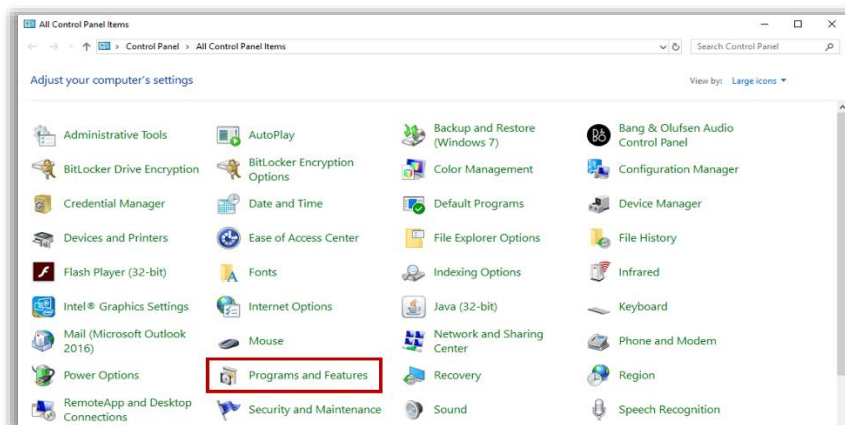 All Control Panel Items
Control Panel > All Control Panel Items
Search Control Panel
Adjust your computer's settings
View by: Large icons
Administrative Tools
AutoPlay
Backup and Restore
(Windows 7)
Bang & Olufsen Audio
Control Panel
BitLocker Drive Encryption
BitLocker Encryption
Options
Color Management
Configuration Manager
Credential Manager
Date and Time
Default Programs
Device Manager
Devices and Printers
Ease of Access Center
File Explorer Options
File History
Flash Player (32-bit)
Fonts
Indexing Options
Infrared
Intel® Graphics Settings
Internet Options
Java (32-bit)
Keyboard
Mail (Microsoft Outlook
2016)
Mouse
Network and Sharing
Center
Phone and Modem
Power Options
Programs and Features
Recovery
Region
RemoteApp and Desktop
Connections
Security and Maintenance
Sound
Speech Recognition